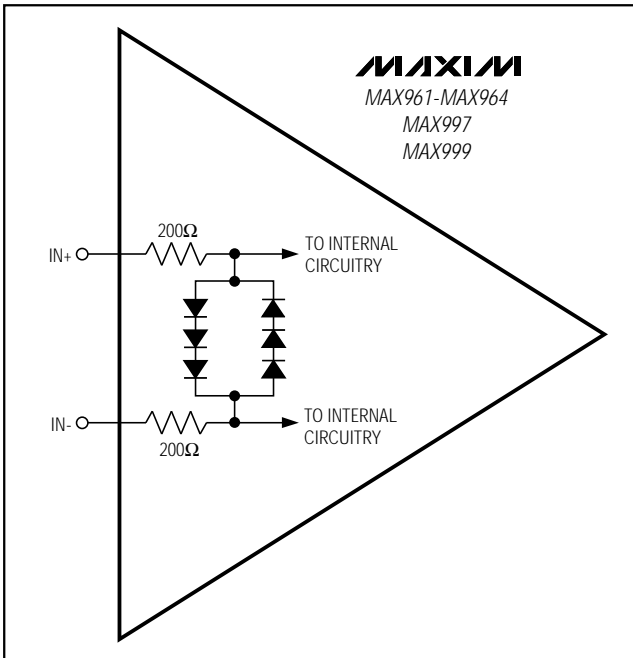 MAXIM
MAX961-MAX964
MAX997
MAX999
200Ω
IN+
TO INTERNAL
CIRCUITRY
IN-
TO INTERNAL
CIRCUITRY
200Ω